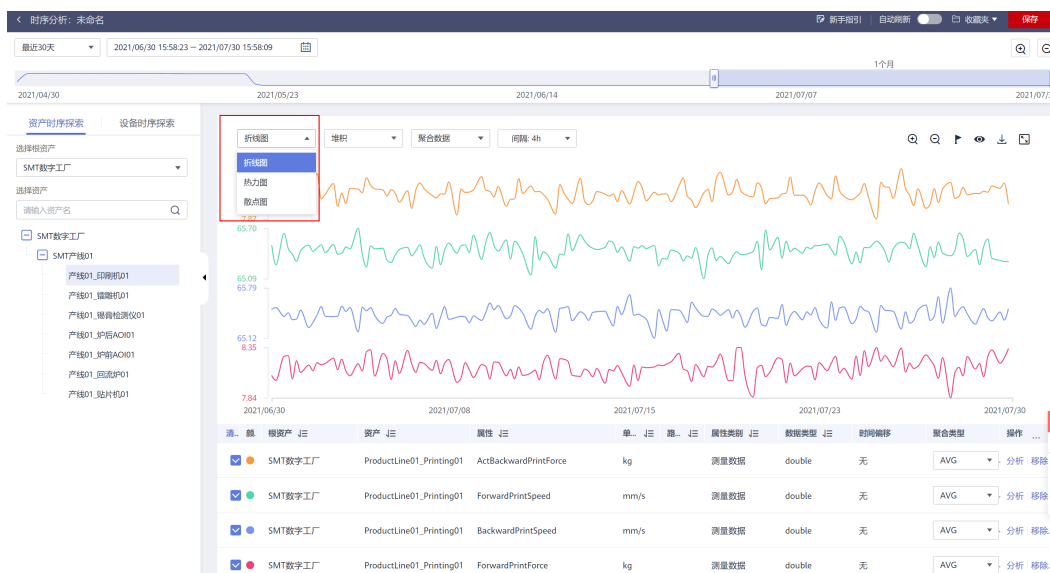 时序分析：未命名 新手指引 自动刷新 收藏夹 保存
最近30天 2021/06/30 15:58:23 ~ 2021/07/30 15:58:09
1个月
2021/04/30 2021/05/23 2021/06/14 2021/07/07 2021/07/
资产时序探索 设备时序探索
选择根资产
SMT数字工厂
选择资产
请输入资产名
SMT数字工厂
SMT产线01
产线01_印刷机01
产线01_镭雕机01
产线01_锡膏检测仪01
产线01_炉后AOI01
产线01_炉前AOI01
产线01_回流炉01
产线01_贴片机01
折线图 堆积 聚合数据 间隔: 4h
折线图
热力图
散点图
7.87
65.70
65.09
65.79
65.12
8.35
7.84
2021/06/30 2021/07/08 2021/07/15 2021/07/23 2021/07/30
清... 颜. 根资产 资产 属性 单... 路... 属性类别 数据类型 时间偏移 聚合类型 操作 ...
SMT数字工厂 ProductLine01_Printing01 ActBackwardPrintForce kg 测量数据 double 无 AVG 分析 移除
SMT数字工厂 ProductLine01_Printing01 ForwardPrintSpeed mm/s 测量数据 double 无 AVG 分析 移除
SMT数字工厂 ProductLine01_Printing01 BackwardPrintSpeed mm/s 测量数据 double 无 AVG 分析 移除
SMT数字工厂 ProductLine01_Printing01 ForwardPrintForce kg 测量数据 double 无 AVG 分析 移除